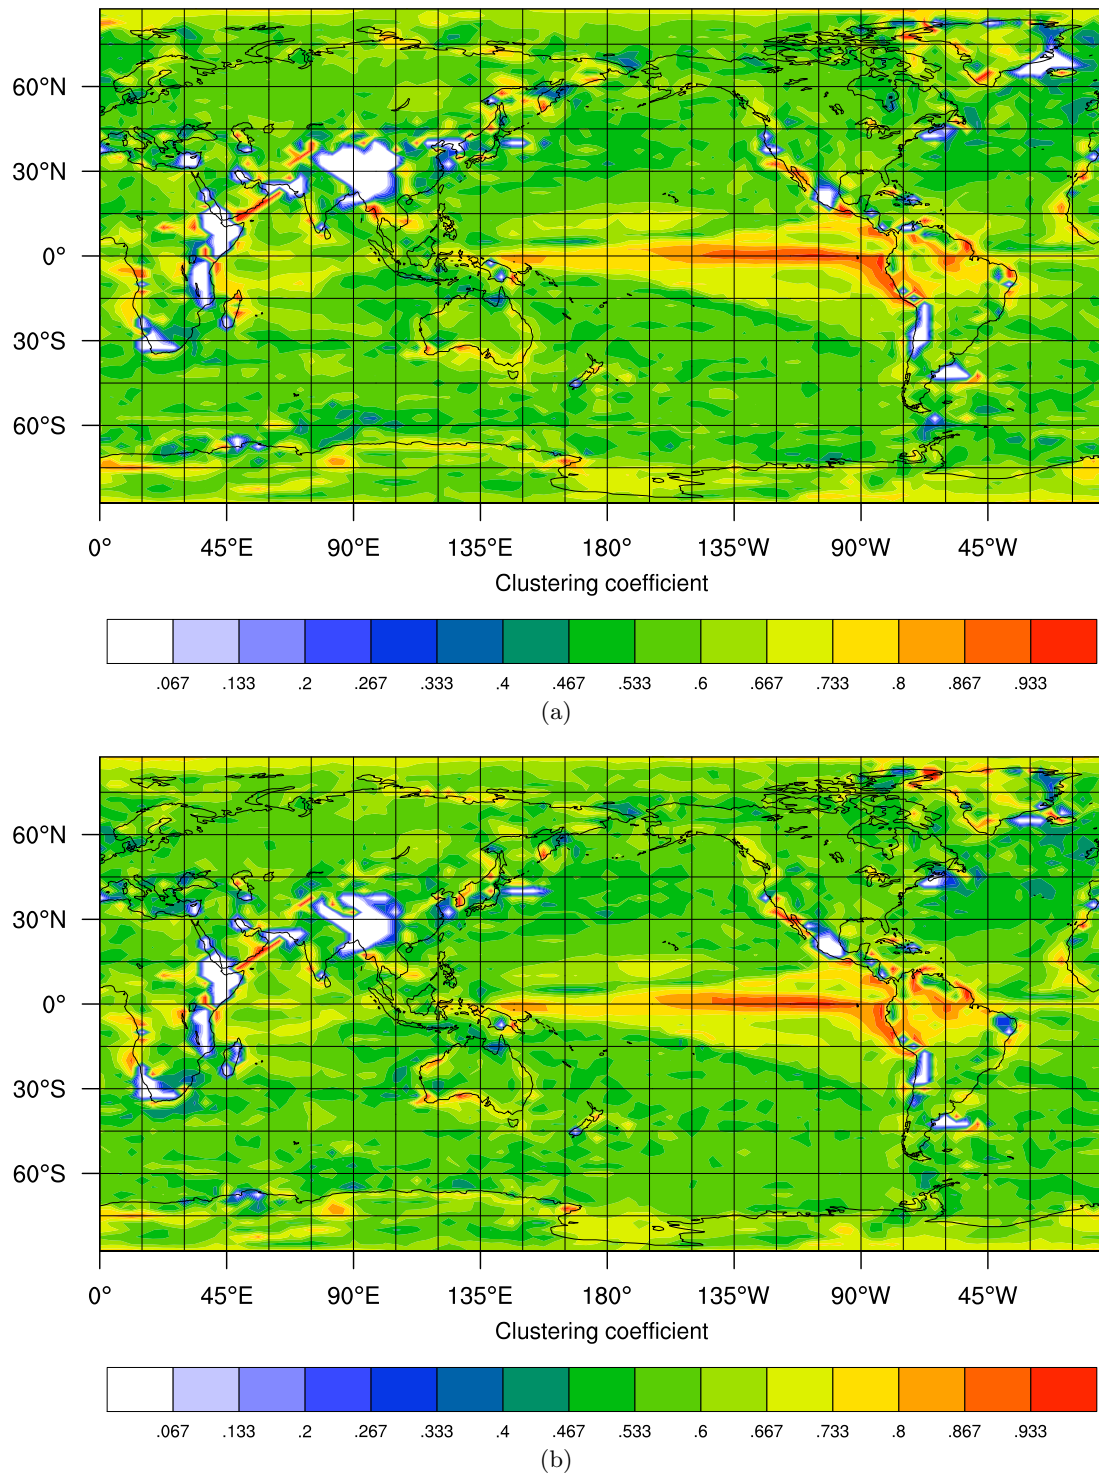 60°N
30°N
0°
30°S
60°S
0° 45°E 90°E 135°E 180° 135°W 90°W 45°W
Clustering coefficient
.067 .133 .2 .267 .333 .4 .467 .533 .6 .667 .733 .8 .867 .933
(a)
60°N
30°N
0°
30°S
60°S
0° 45°E 90°E 135°E 180° 135°W 90°W 45°W
Clustering coefficient
.067 .133 .2 .267 .333 .4 .467 .533 .6 .667 .733 .8 .867 .933
(b)